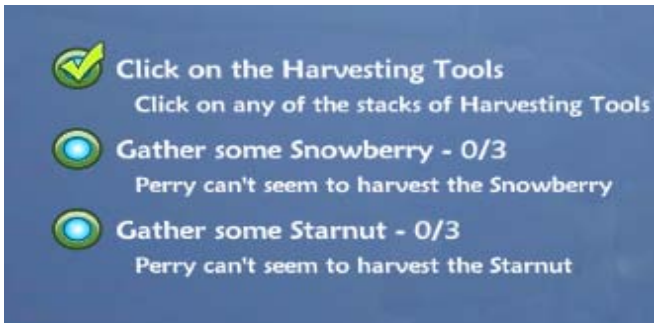 Click on the Harvesting Tools
Click on any of the stacks of Harvesting Tools
Gather some Snowberry - 0/3
Perry can't seem to harvest the Snowberry
Gather some Starnut - 0/3
Perry can't seem to harvest the Starnut